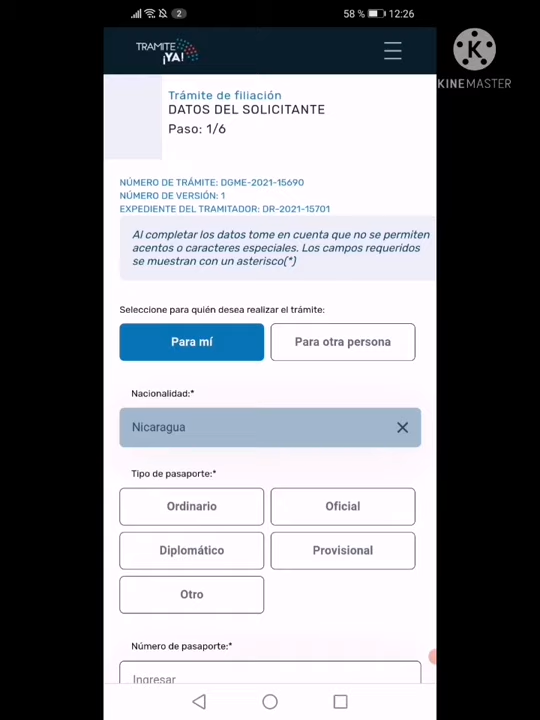 2
58 %
12:26
TRAMITE
¡YA!
KINEMASTER
Trámite de filiación
DATOS DEL SOLICITANTE
Paso: 1/6
NÚMERO DE TRÁMITE: DGME-2021-15690
NÚMERO DE VERSIÓN: 1
EXPEDIENTE DEL TRAMITADOR: DR-2021-15701
Al completar los datos tome en cuenta que no se permiten
acentos o caracteres especiales. Los campos requeridos
se muestran con un asterisco(*)
Seleccione para quién desea realizar el trámite:
Para mí
Para otra persona
Nacionalidad:*
Nicaragua
Tipo de pasaporte:*
Ordinario
Oficial
Diplomático
Provisional
Otro
Número de pasaporte:*
Ingresar